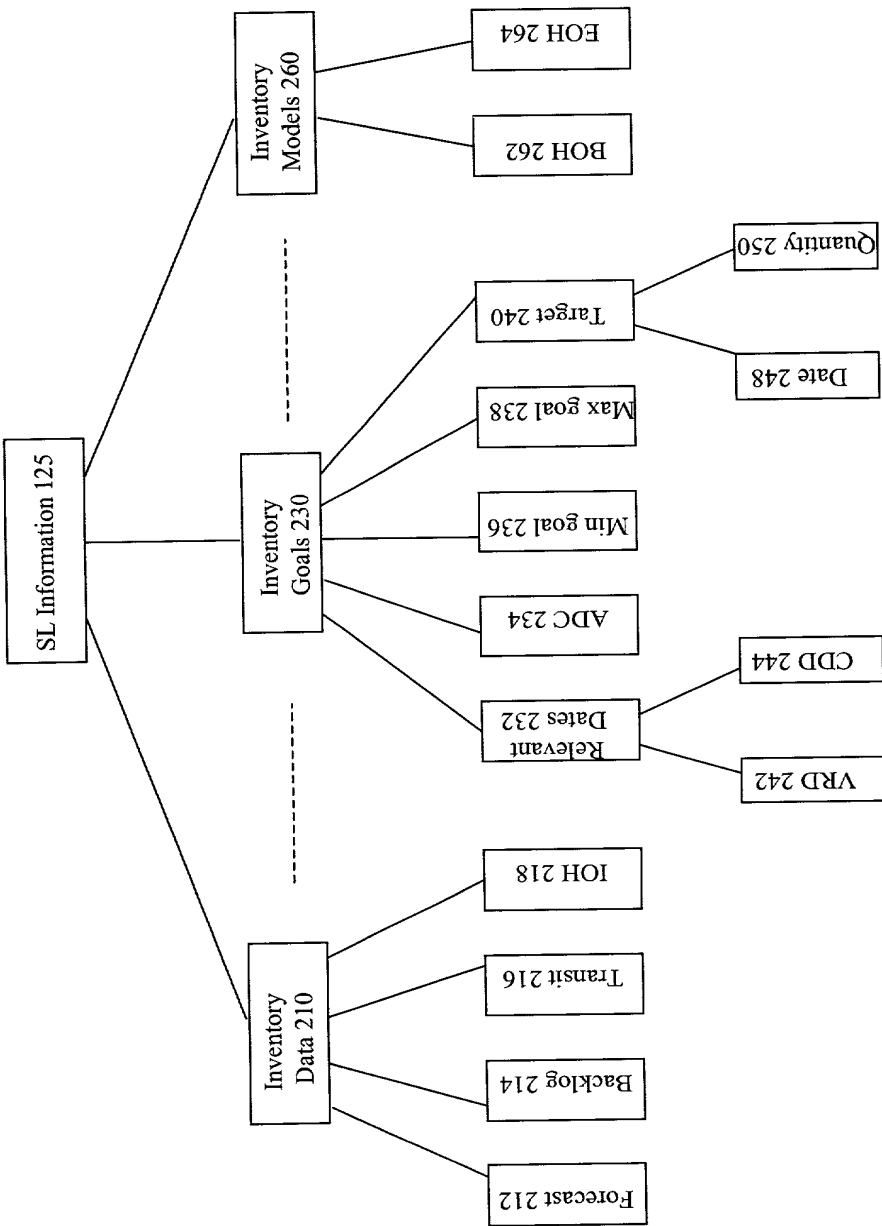 SL Information 125
Inventory
Data 210
Inventory
Goals 230
Inventory
Models 260
Forecast 212
Backlog 214
Transit 216
IOH 218
Relevant
Dates 232
ADC 234
Min goal 236
Max goal 238
Target 240
BOH 262
EOH 264
VRD 242
CDD 244
Date 248
Quantity 250